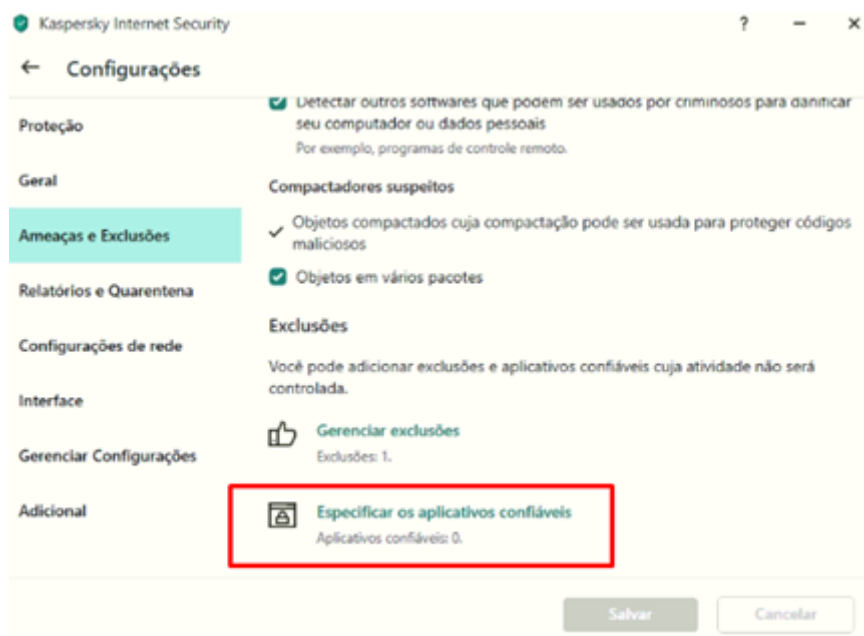 Kaspersky Internet Security
? − ×
← Configurações
Proteção
Geral
Ameaças e Exclusões
Relatórios e Quarentena
Configurações de rede
Interface
Gerenciar Configurações
Adicional
Detectar outros softwares que podem ser usados por criminosos para danificar
seu computador ou dados pessoais
Por exemplo, programas de controle remoto.
Compactadores suspeitos
Objetos compactados cuja compactação pode ser usada para proteger códigos
maliciosos
Objetos em vários pacotes
Exclusões
Você pode adicionar exclusões e aplicativos confiáveis cuja atividade não será
controlada.
Gerenciar exclusões
Exclusões: 1.
Especificar os aplicativos confiáveis
Aplicativos confiáveis: 0.
Salvar
Cancelar